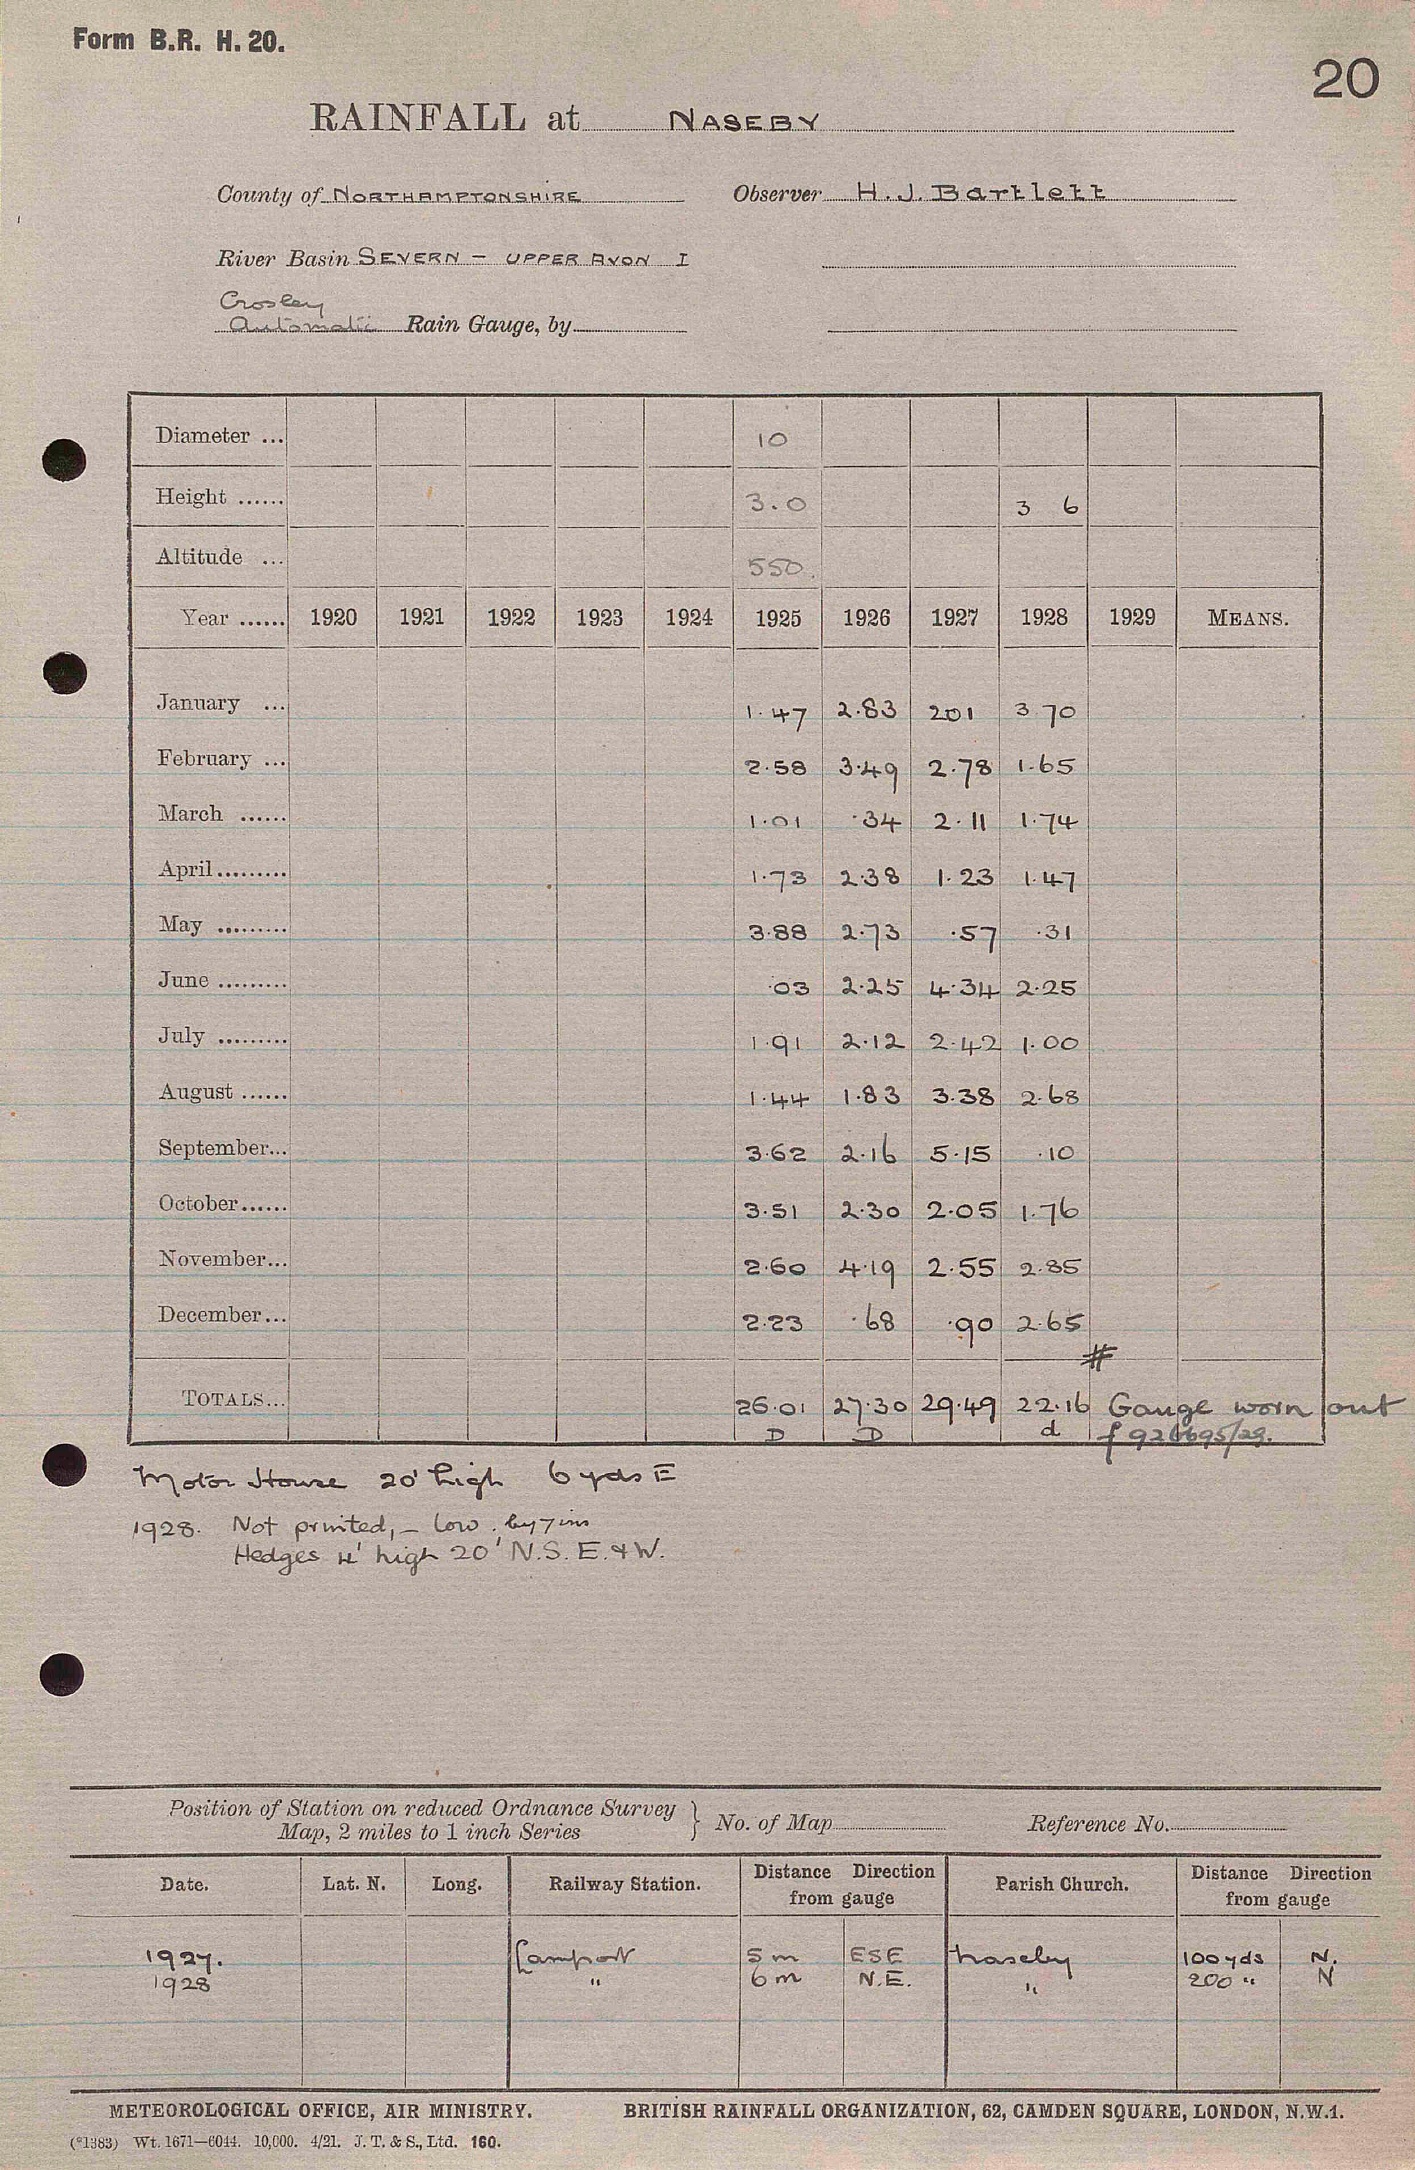 Form B.R. H. 20.
20
RAINFALL at NASEBY
County of NORTHAMPTONSHIRE Observer H. J. Bartlett
River Basin SEVERN - UPPER AVON I
Crosley
Automatic Rain Gauge, by
Diameter ... 10
Height ...... 3.0 3 6
Altitude ... 550.
Year ...... 1920 1921 1922 1923 1924 1925 1926 1927 1928 1929 MEANS.
January ... 1.47 2.83 201 3 70
February ... 2.58 3.49 2.78 1.65
March ...... 1.01 .34 2.11 1.74
April ......... 1.73 2.38 1.23 1.47
May ......... 3.88 2.73 .57 .31
June ......... .03 2.25 4.34 2.25
July ......... 1.91 2.12 2.42 1.00
August ...... 1.44 1.83 3.38 2.68
September... 3.62 2.16 5.15 .10
October...... 3.51 2.30 2.05 1.76
November... 2.60 4.19 2.55 2.85
December... 2.23 .68 .90 2.65
#
TOTALS... 26.01 27.30 29.49 22.16 Gauge worn out
D D d f 926695/29.
Motor House 20' high 6 yds E
1928. Not printed, - low. by 7 ins
Hedges 4' high 20' N.S. E. & W.
Position of Station on reduced Ordnance Survey
Map, 2 miles to 1 inch Series } No. of Map Reference No.
Date. Lat. N. Long. Railway Station. Distance Direction from gauge Parish Church. Distance Direction from gauge
1927. Lamport 5 m ESE Naseby 100 yds N.
1928 " 6 m N.E. " 200 " N
METEOROLOGICAL OFFICE, AIR MINISTRY. BRITISH RAINFALL ORGANIZATION, 62, CAMDEN SQUARE, LONDON, N.W.1.
(*1383) Wt. 1671—6044. 10,000. 4/21. J. T. & S., Ltd. 160.